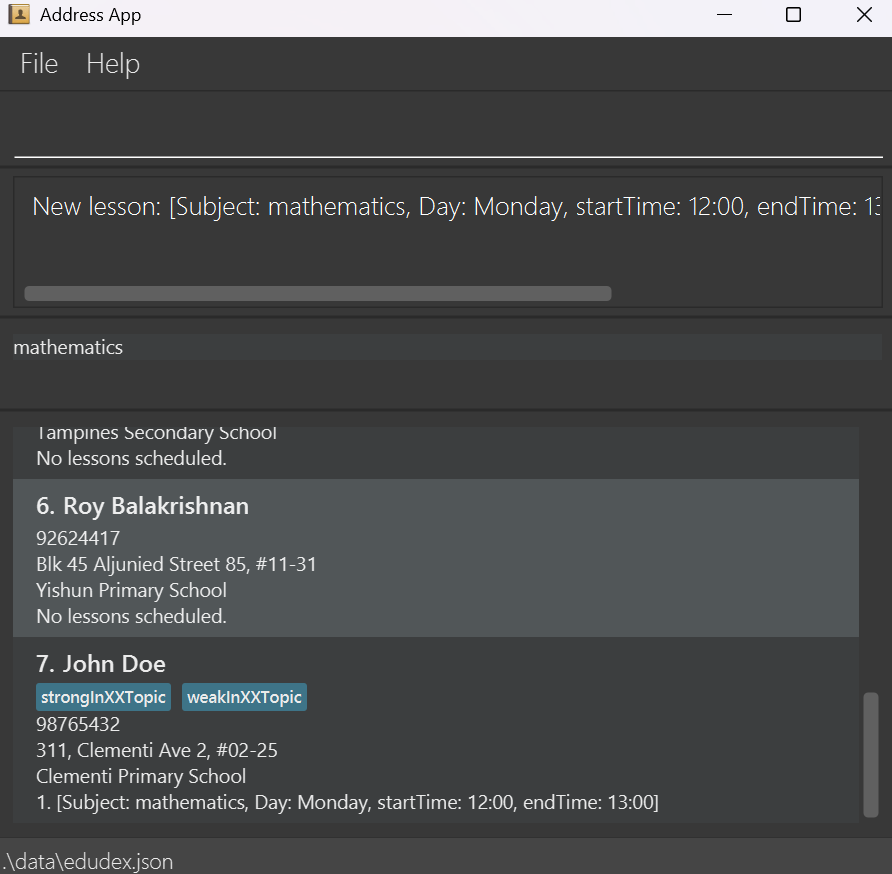 Address App
File Help
New lesson: [Subject: mathematics, Day: Monday, startTime: 12:00, endTime:
mathematics
Tampines Secondary School
No lessons scheduled.
6. Roy Balakrishnan
92624417
Blk 45 Aljunied Street 85, #11-31
Yishun Primary School
No lessons scheduled.
7. John Doe
strongInXXTopic weakInXXTopic
98765432
311, Clementi Ave 2, #02-25
Clementi Primary School
1. [Subject: mathematics, Day: Monday, startTime: 12:00, endTime: 13:00]
.\data\edudex.json